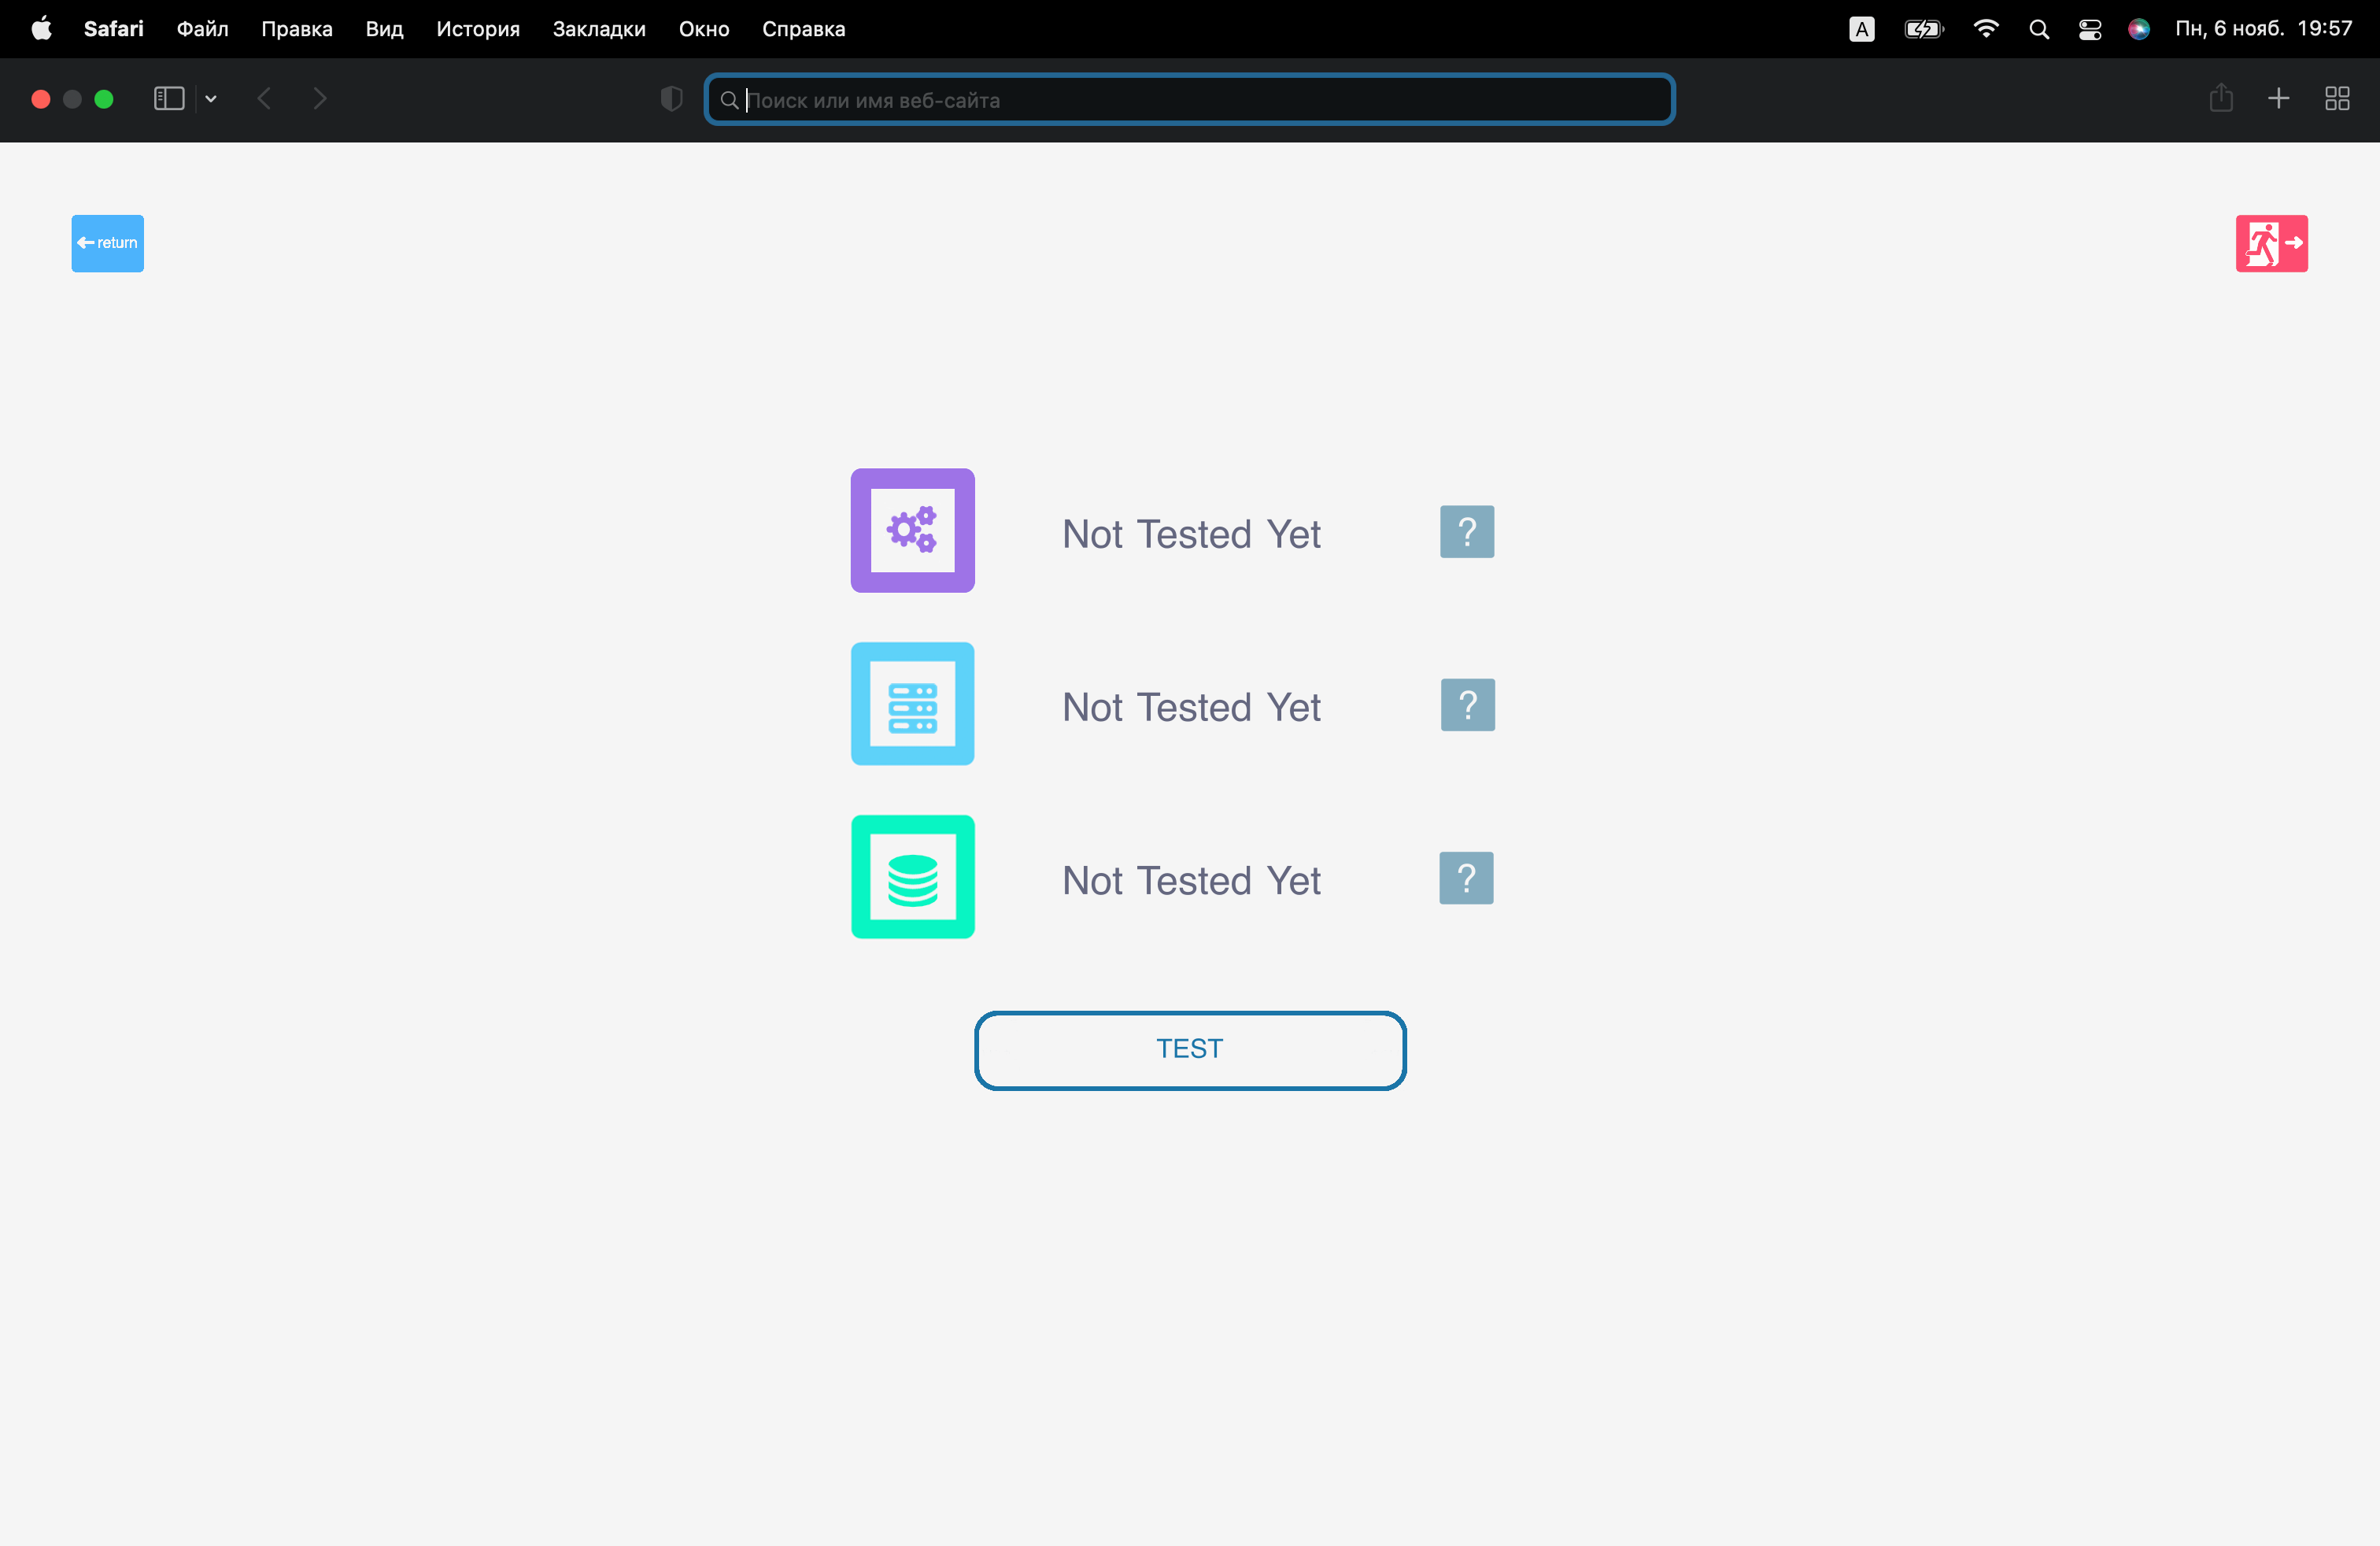 Safari Файл Правка Вид История Закладки Окно Справка A Пн, 6 нояб. 19:57
Поиск или имя веб-сайта
return
Not Tested Yet ?
Not Tested Yet ?
Not Tested Yet ?
TEST